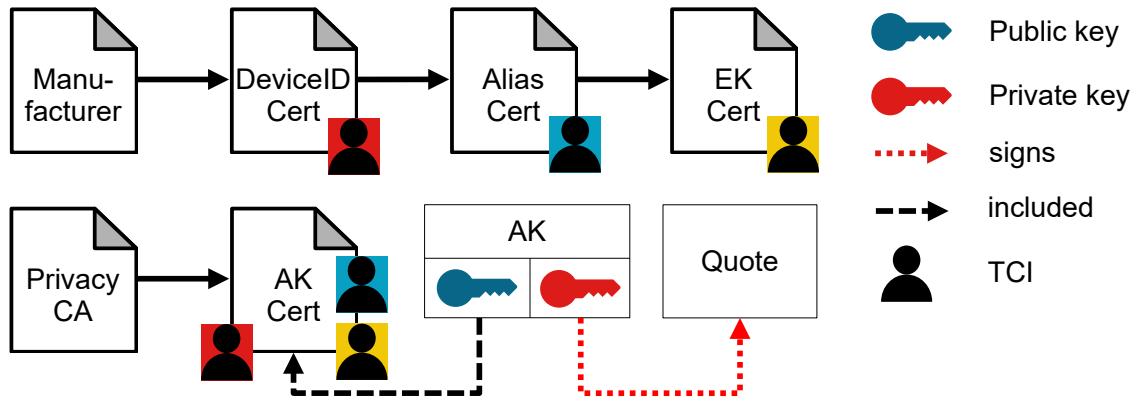 Manu-
facturer
DeviceID
Cert
Alias
Cert
EK
Cert
Public key
Private key
signs
included
TCI
Privacy
CA
AK
Cert
AK
Quote